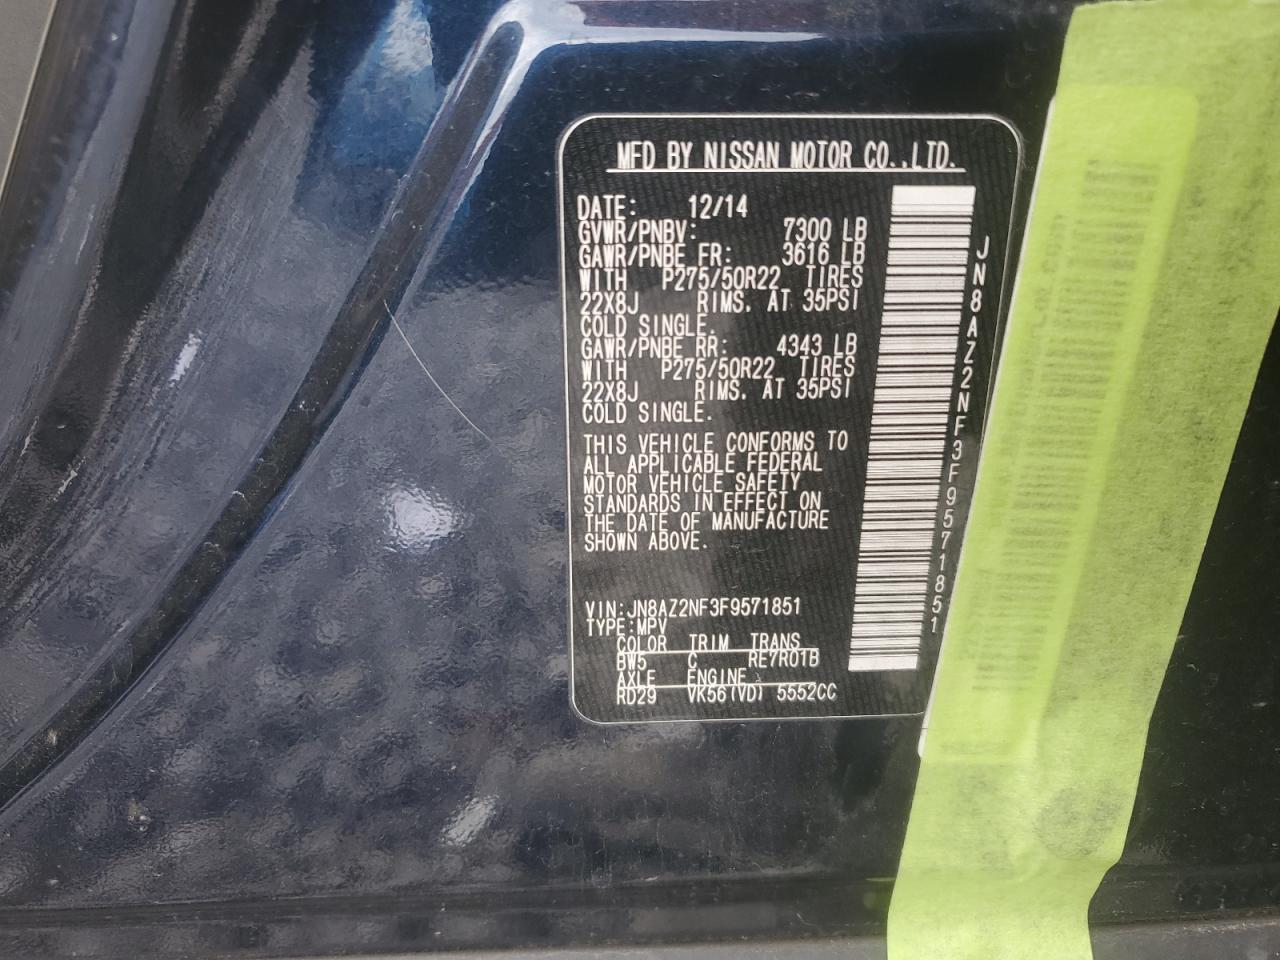 MFD BY NISSAN MOTOR CO.,LTD.
DATE: 12/14
GVWR/PNBV: 7300 LB
GAWR/PNBE FR: 3616 LB
WITH P275/50R22 TIRES
22X8J RIMS. AT 35PSI
COLD SINGLE.
GAWR/PNBE RR: 4343 LB
WITH P275/50R22 TIRES
22X8J RIMS. AT 35PSI
COLD SINGLE.
THIS VEHICLE CONFORMS TO
ALL APPLICABLE FEDERAL
MOTOR VEHICLE SAFETY
STANDARDS IN EFFECT ON
THE DATE OF MANUFACTURE
SHOWN ABOVE.
VIN:JN8AZ2NF3F9571851
TYPE:MPV
COLOR TRIM TRANS
BW5 C RE7R01B
AXLE ENGINE
RD29 VK56(VD) 5552CC
JN8AZ2NF3F9571851